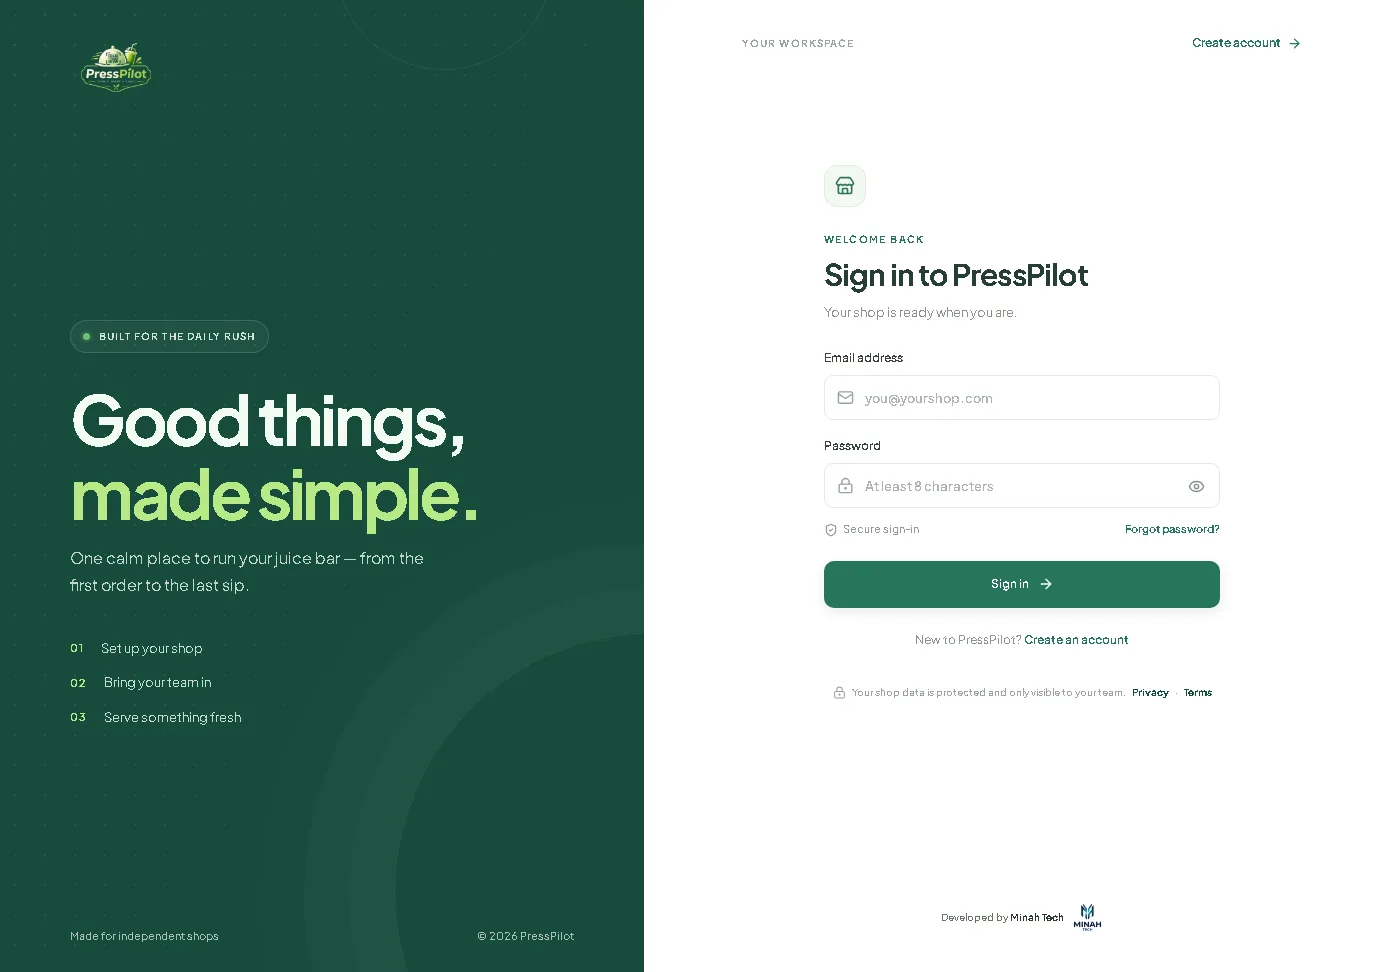 PressPilot
BUILT FOR THE DAILY RUSH
Good things,
made simple.
One calm place to run your juice bar — from the
first order to the last sip.
01 Set up your shop
02 Bring your team in
03 Serve something fresh
Made for independent shops
© 2026 PressPilot
YOUR WORKSPACE
Create account
WELCOME BACK
Sign in to PressPilot
Your shop is ready when you are.
Email address
you@yourshop.com
Password
At least 8 characters
Secure sign-in
Forgot password?
Sign in
New to PressPilot? Create an account
Your shop data is protected and only visible to your team. Privacy · Terms
Developed by Minah Tech
MINAH
TECH